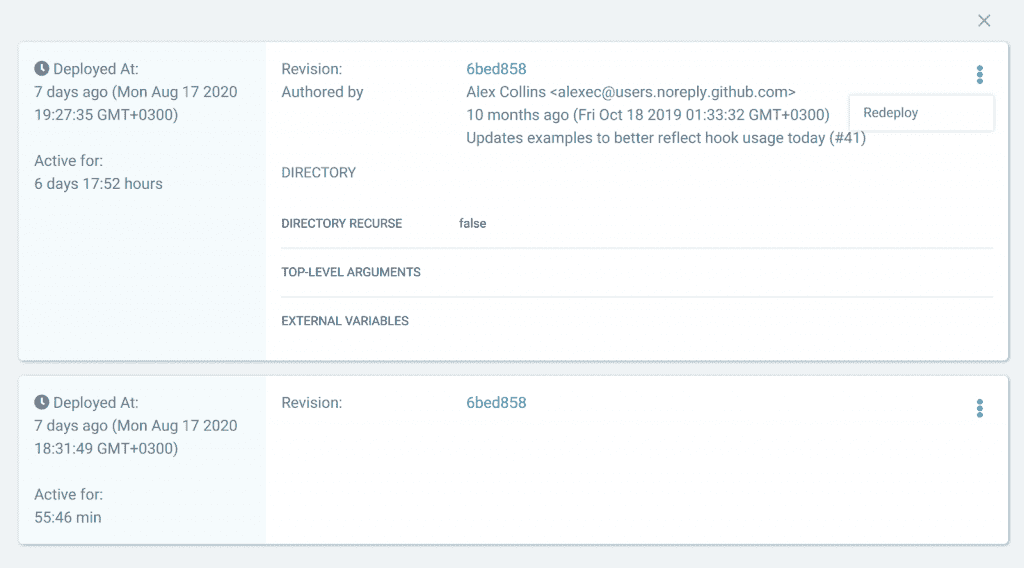 Deployed At:
7 days ago (Mon Aug 17 2020
19:27:35 GMT+0300)
Active for:
6 days 17:52 hours
Revision: 6bed858
Authored by Alex Collins <alexec@users.noreply.github.com>
10 months ago (Fri Oct 18 2019 01:33:32 GMT+0300)
Updates examples to better reflect hook usage today (#41)
Redeploy
DIRECTORY
DIRECTORY RECURSE false
TOP-LEVEL ARGUMENTS
EXTERNAL VARIABLES
Deployed At:
7 days ago (Mon Aug 17 2020
18:31:49 GMT+0300)
Active for:
55:46 min
Revision: 6bed858